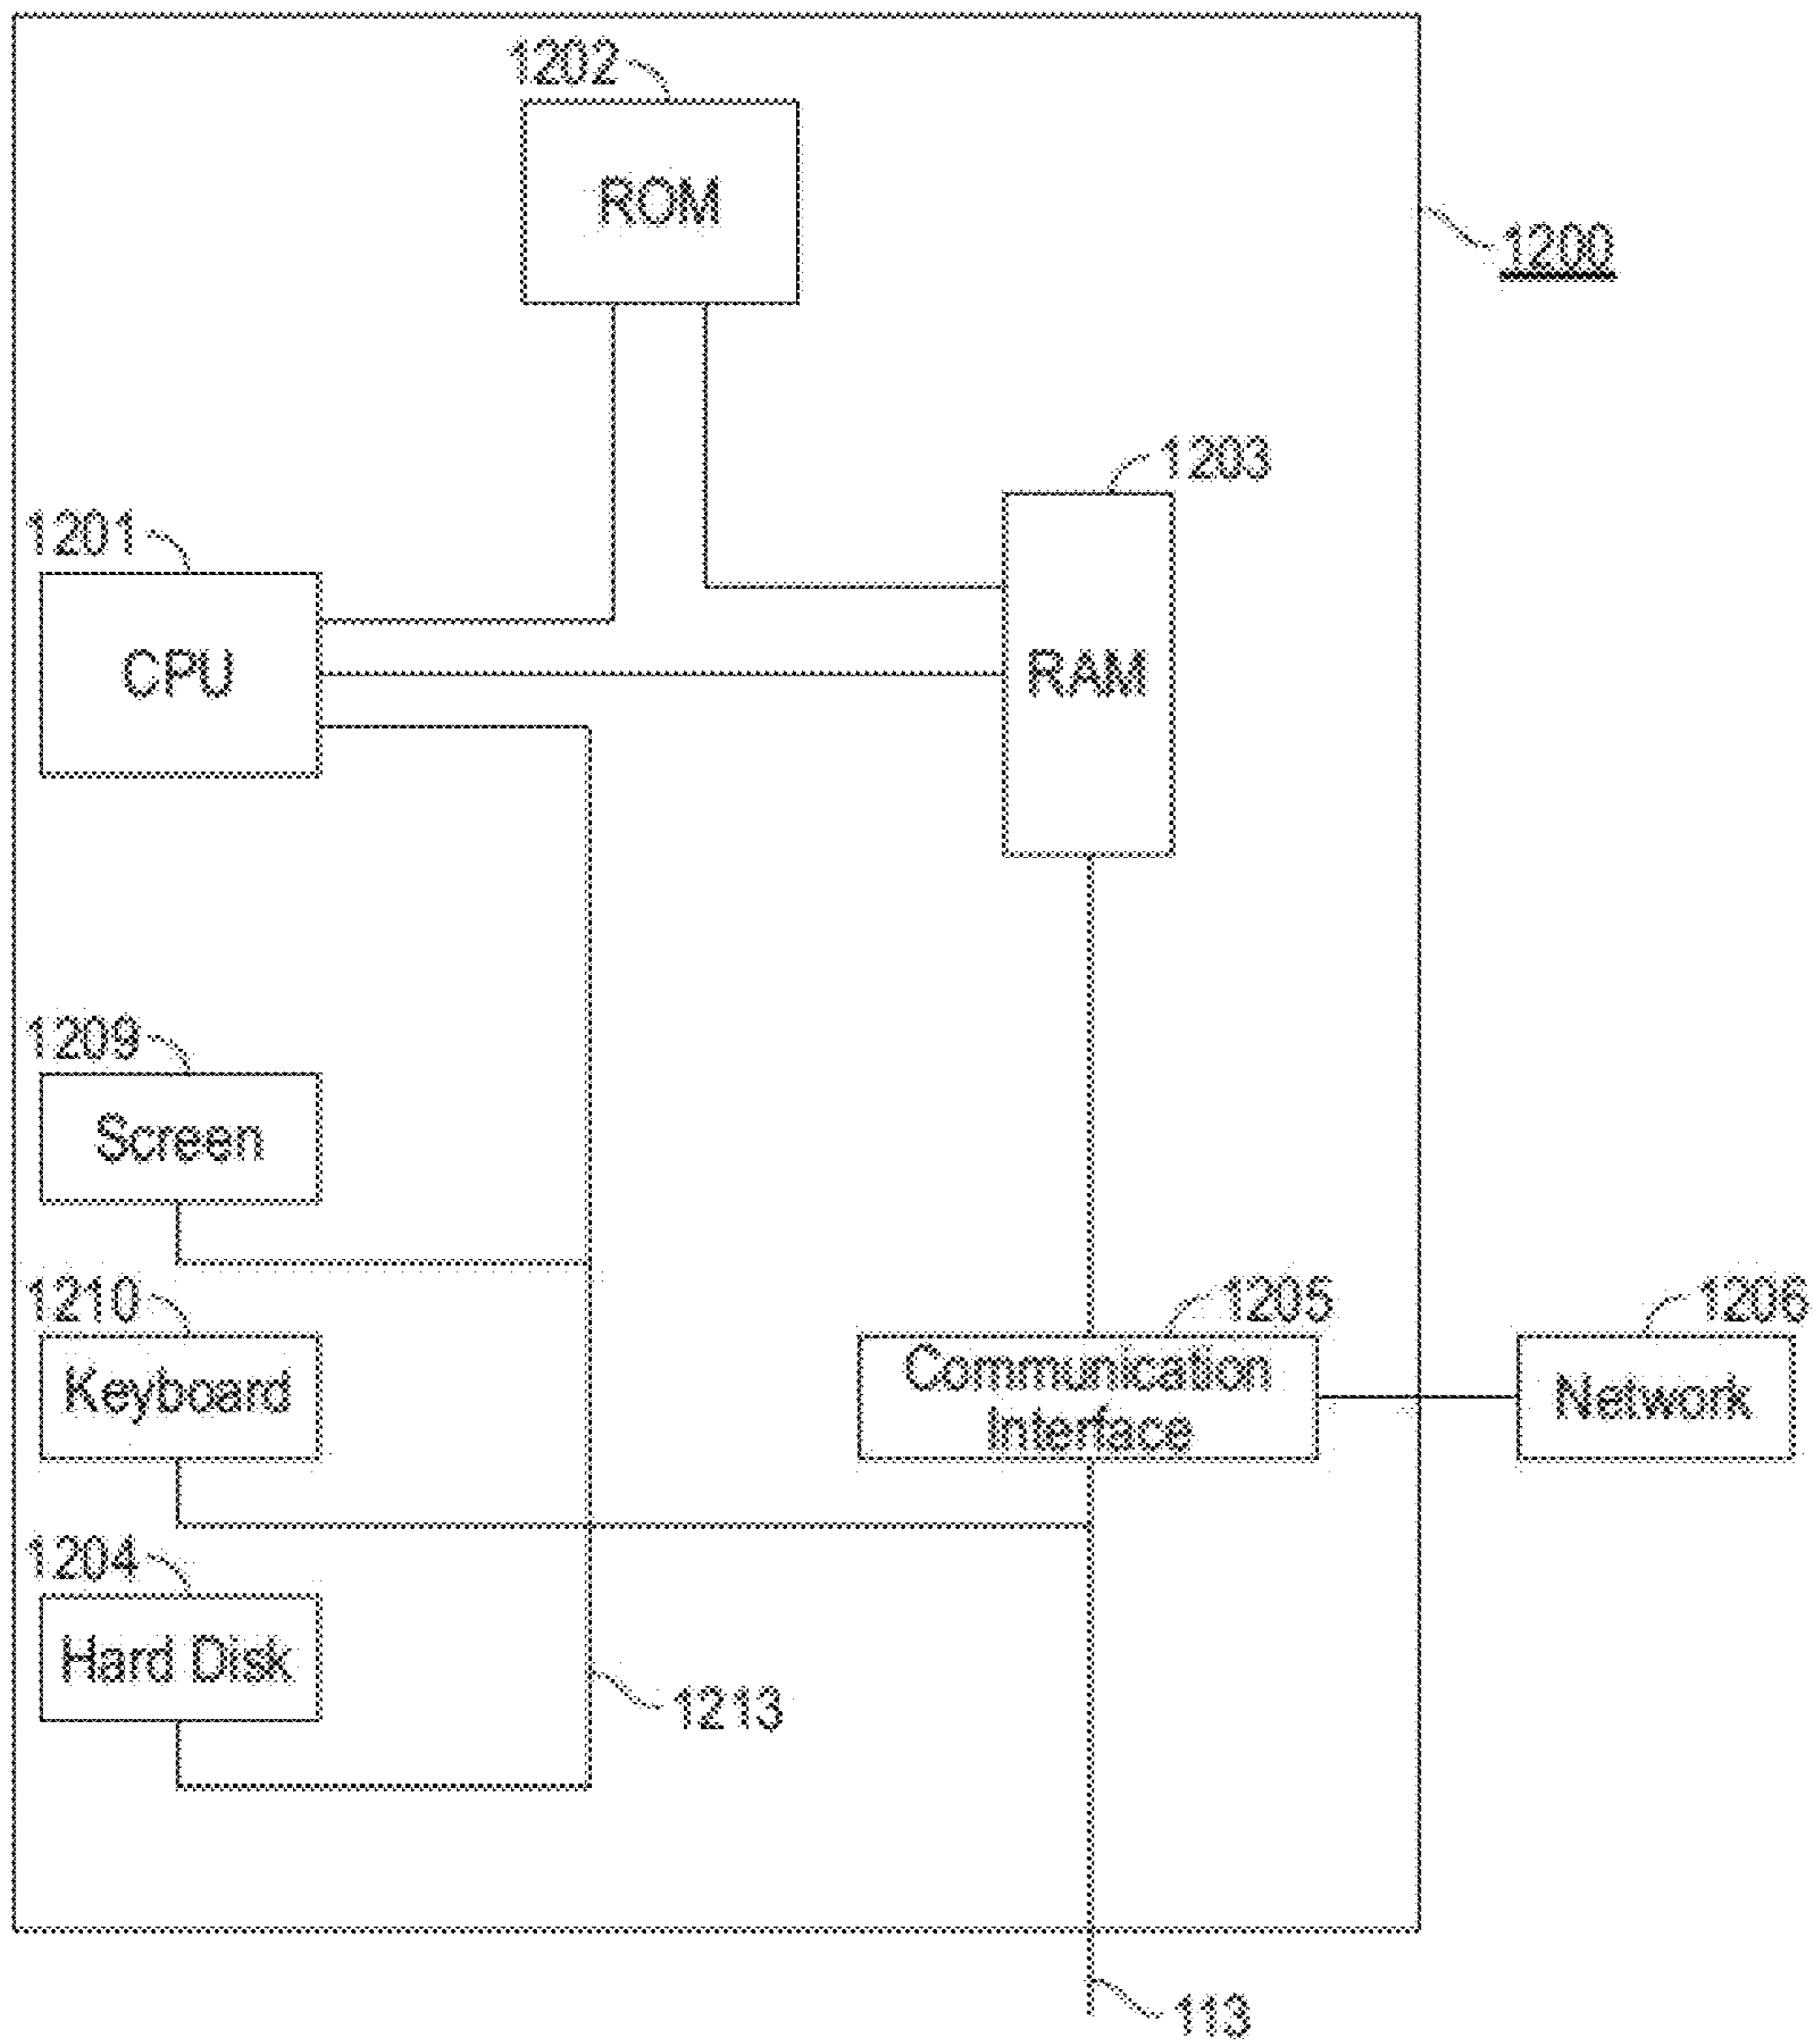 1202
ROM
1200
1203
RAM
1201
CPU
1209
Screen
1210
Keyboard
1205
Communication
Interface
1206
Network
1204
Hard Disk
1213
113